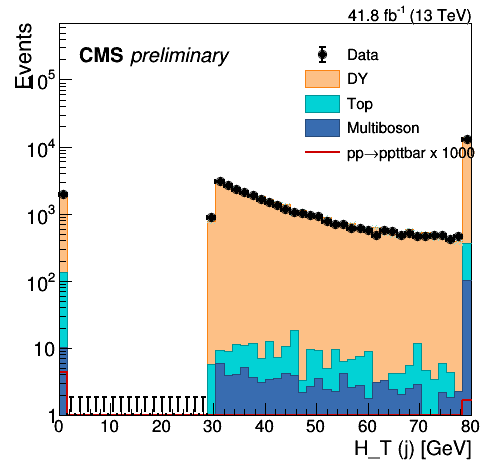 41.8 fb⁻¹ (13 TeV)
Events
CMS preliminary
Data
DY
Top
Multiboson
pp→ppttbar x 1000
10⁵
10⁴
10³
10²
10
1
0 10 20 30 40 50 60 70 80
H_T (j) [GeV]